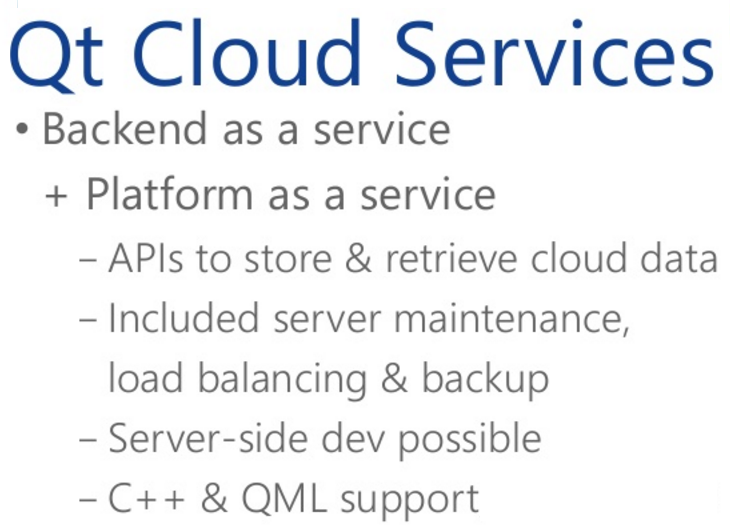 Qt Cloud Services
• Backend as a service
+ Platform as a service
– APIs to store & retrieve cloud data
– Included server maintenance,
load balancing & backup
– Server-side dev possible
– C++ & QML support